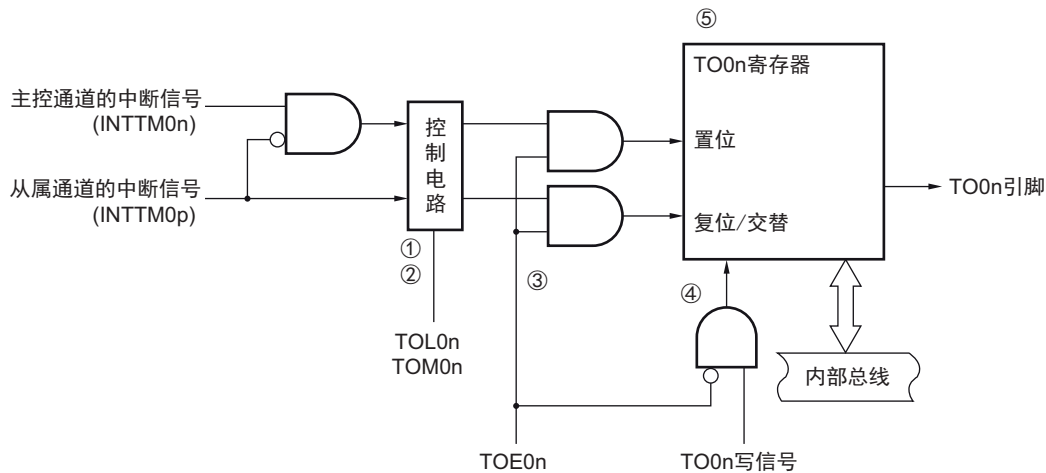 ⑤
TO0n寄存器
主控通道的中断信号
(INTTM0n)
控制电路
置位
从属通道的中断信号
(INTTM0p)
TO0n引脚
复位/交替
①
②
③
④
TOL0n
TOM0n
内部总线
TOE0n
TO0n写信号